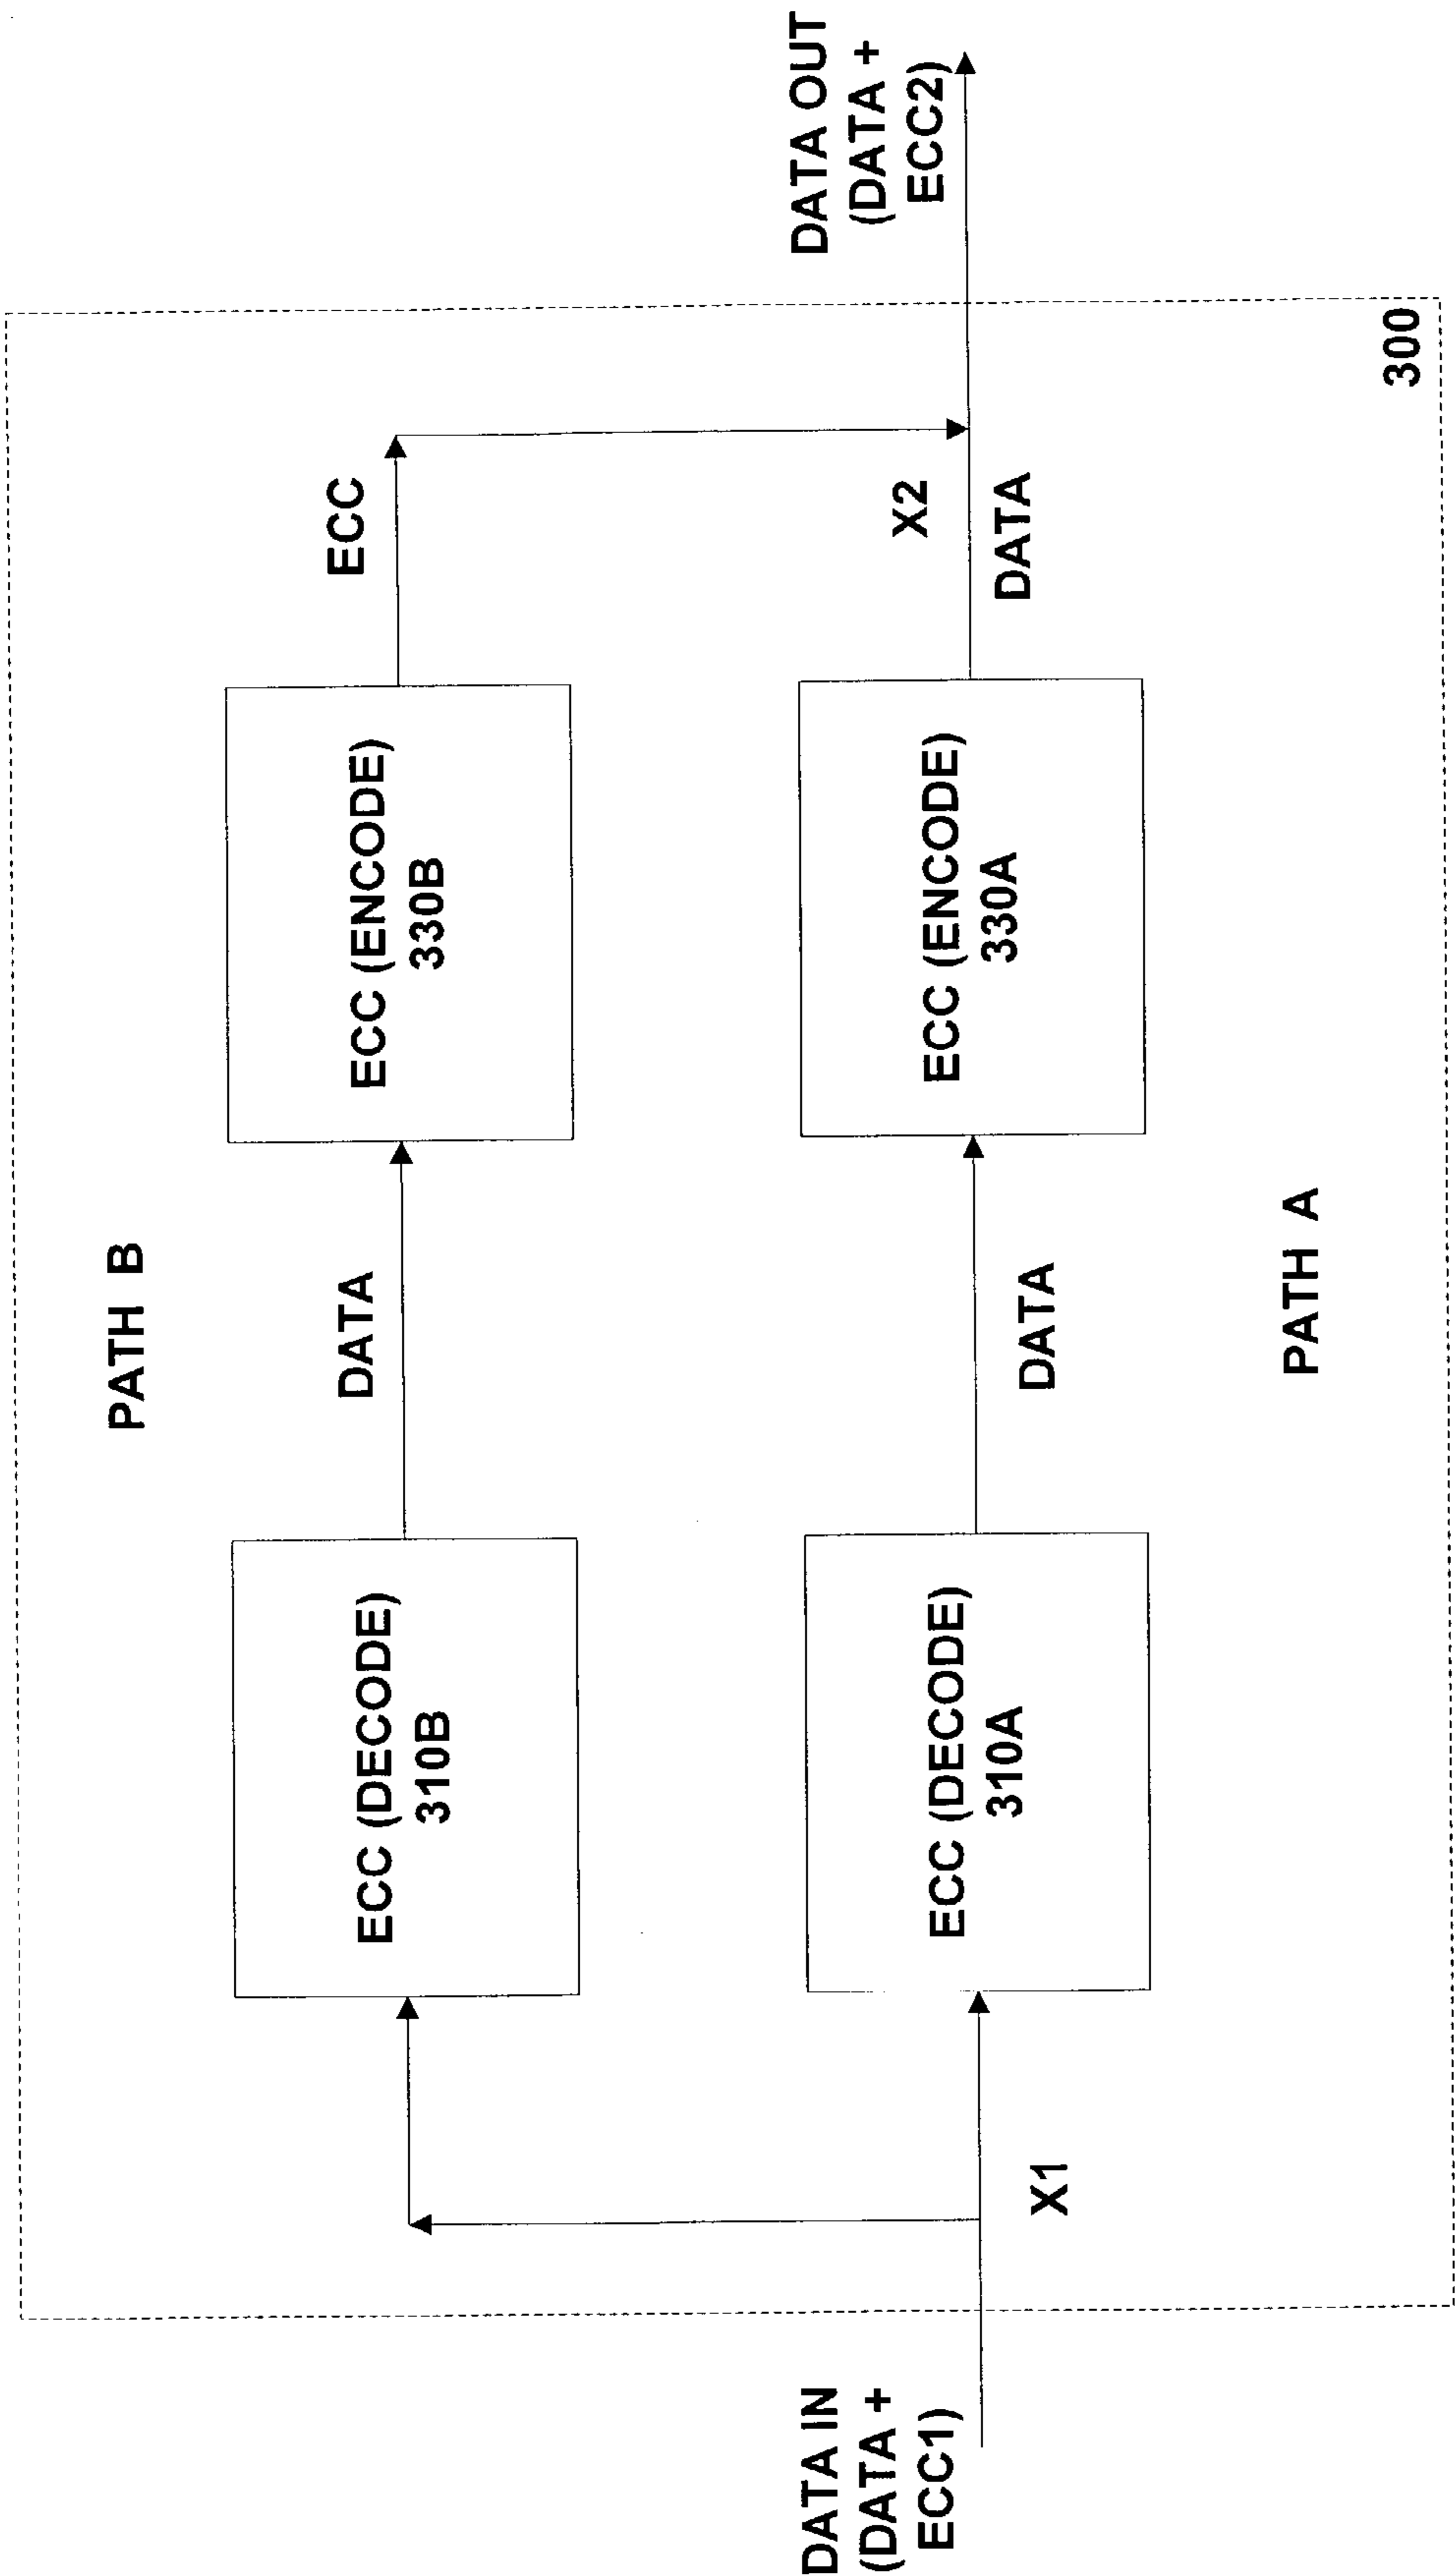 DATA IN
(DATA +
ECC1)
X1
PATH B
ECC (DECODE)
310B
DATA
ECC (ENCODE)
330B
ECC
ECC (DECODE)
310A
DATA
ECC (ENCODE)
330A
X2
DATA
PATH A
DATA OUT
(DATA +
ECC2)
300